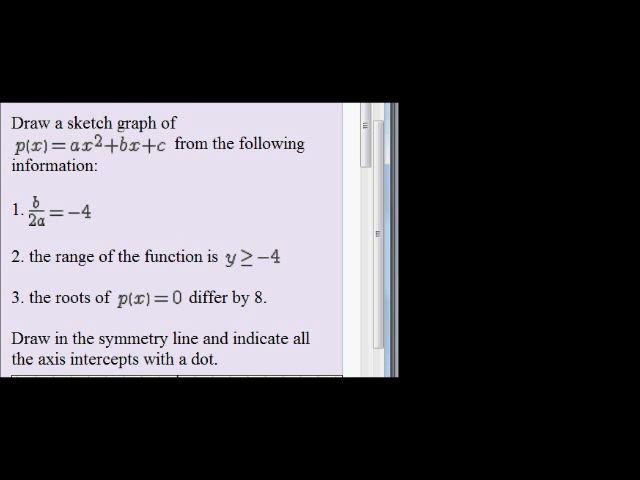 Draw a sketch graph of
p(x)=ax²+bx+c from the following
information:
1. b/2a = −4
2. the range of the function is y ≥ −4
3. the roots of p(x)=0 differ by 8.
Draw in the symmetry line and indicate all
the axis intercepts with a dot.